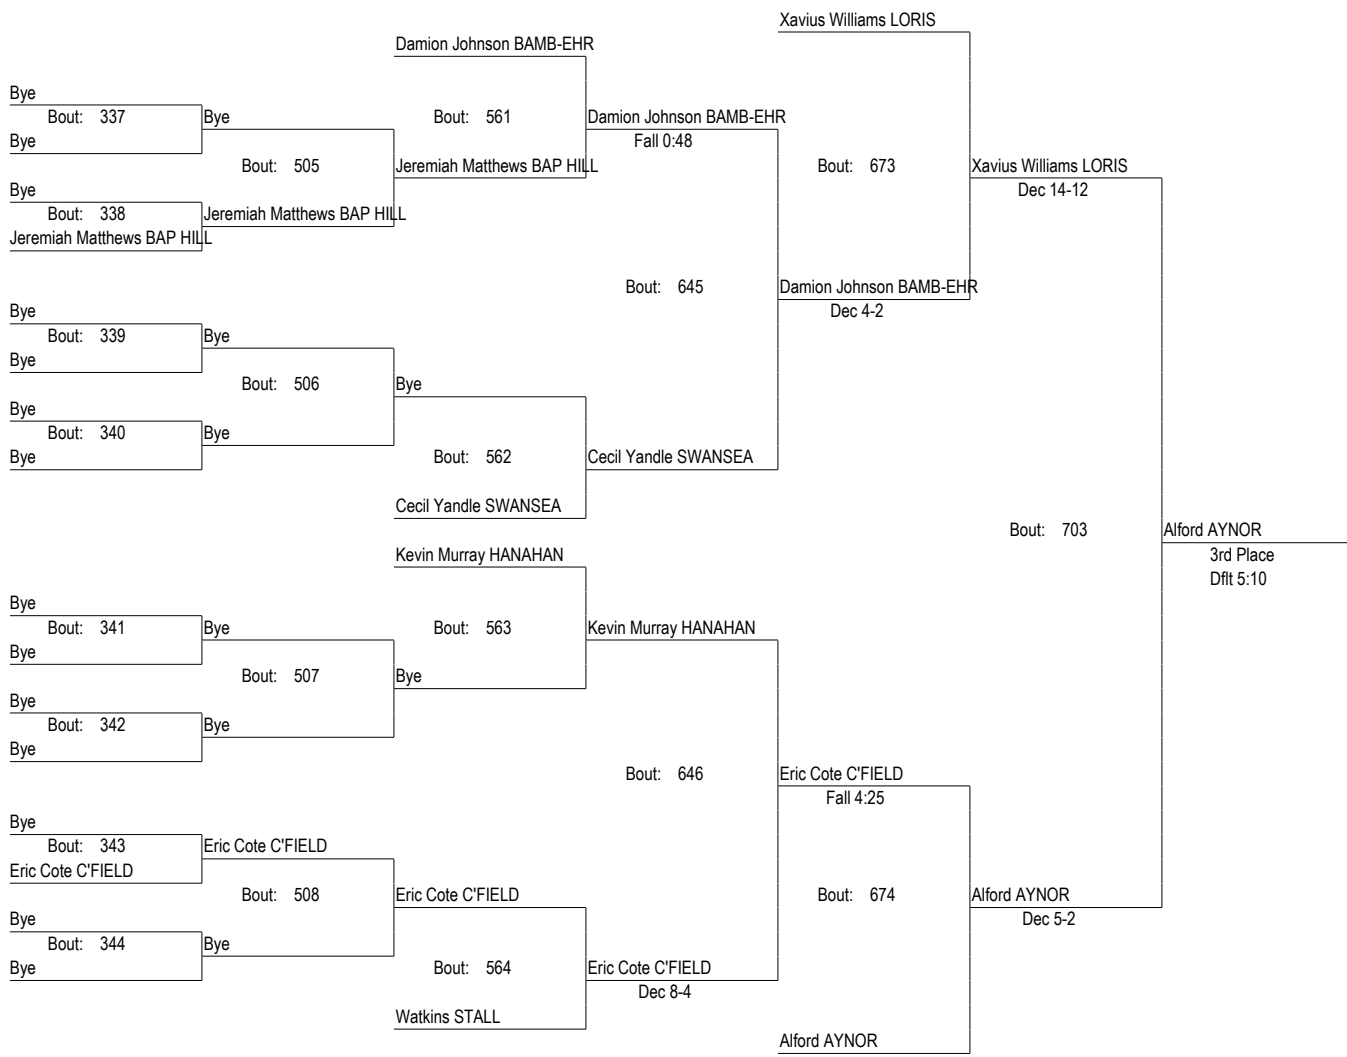 Xavius Williams LORIS
Damion Johnson BAMB-EHR
Bye
Bout: 337
Bye
Bout: 561
Damion Johnson BAMB-EHR
Bye
Fall 0:48
Bout: 505
Jeremiah Matthews BAP HILL
Bout: 673
Xavius Williams LORIS
Bye
Dec 14-12
Bout: 338
Jeremiah Matthews BAP HILL
Jeremiah Matthews BAP HILL
Bout: 645
Damion Johnson BAMB-EHR
Bye
Dec 4-2
Bout: 339
Bye
Bye
Bout: 506
Bye
Bye
Bout: 340
Bye
Bye
Bout: 562
Cecil Yandle SWANSEA
Cecil Yandle SWANSEA
Bout: 703
Alford AYNOR
Kevin Murray HANAHAN
3rd Place
Dflt 5:10
Bye
Bout: 341
Bye
Bout: 563
Kevin Murray HANAHAN
Bye
Bout: 507
Bye
Bye
Bout: 342
Bye
Bye
Bout: 646
Eric Cote C'FIELD
Fall 4:25
Bye
Bout: 343
Eric Cote C'FIELD
Eric Cote C'FIELD
Bout: 508
Eric Cote C'FIELD
Bout: 674
Alford AYNOR
Bye
Dec 5-2
Bout: 344
Bye
Bye
Bout: 564
Eric Cote C'FIELD
Dec 8-4
Watkins STALL
Alford AYNOR